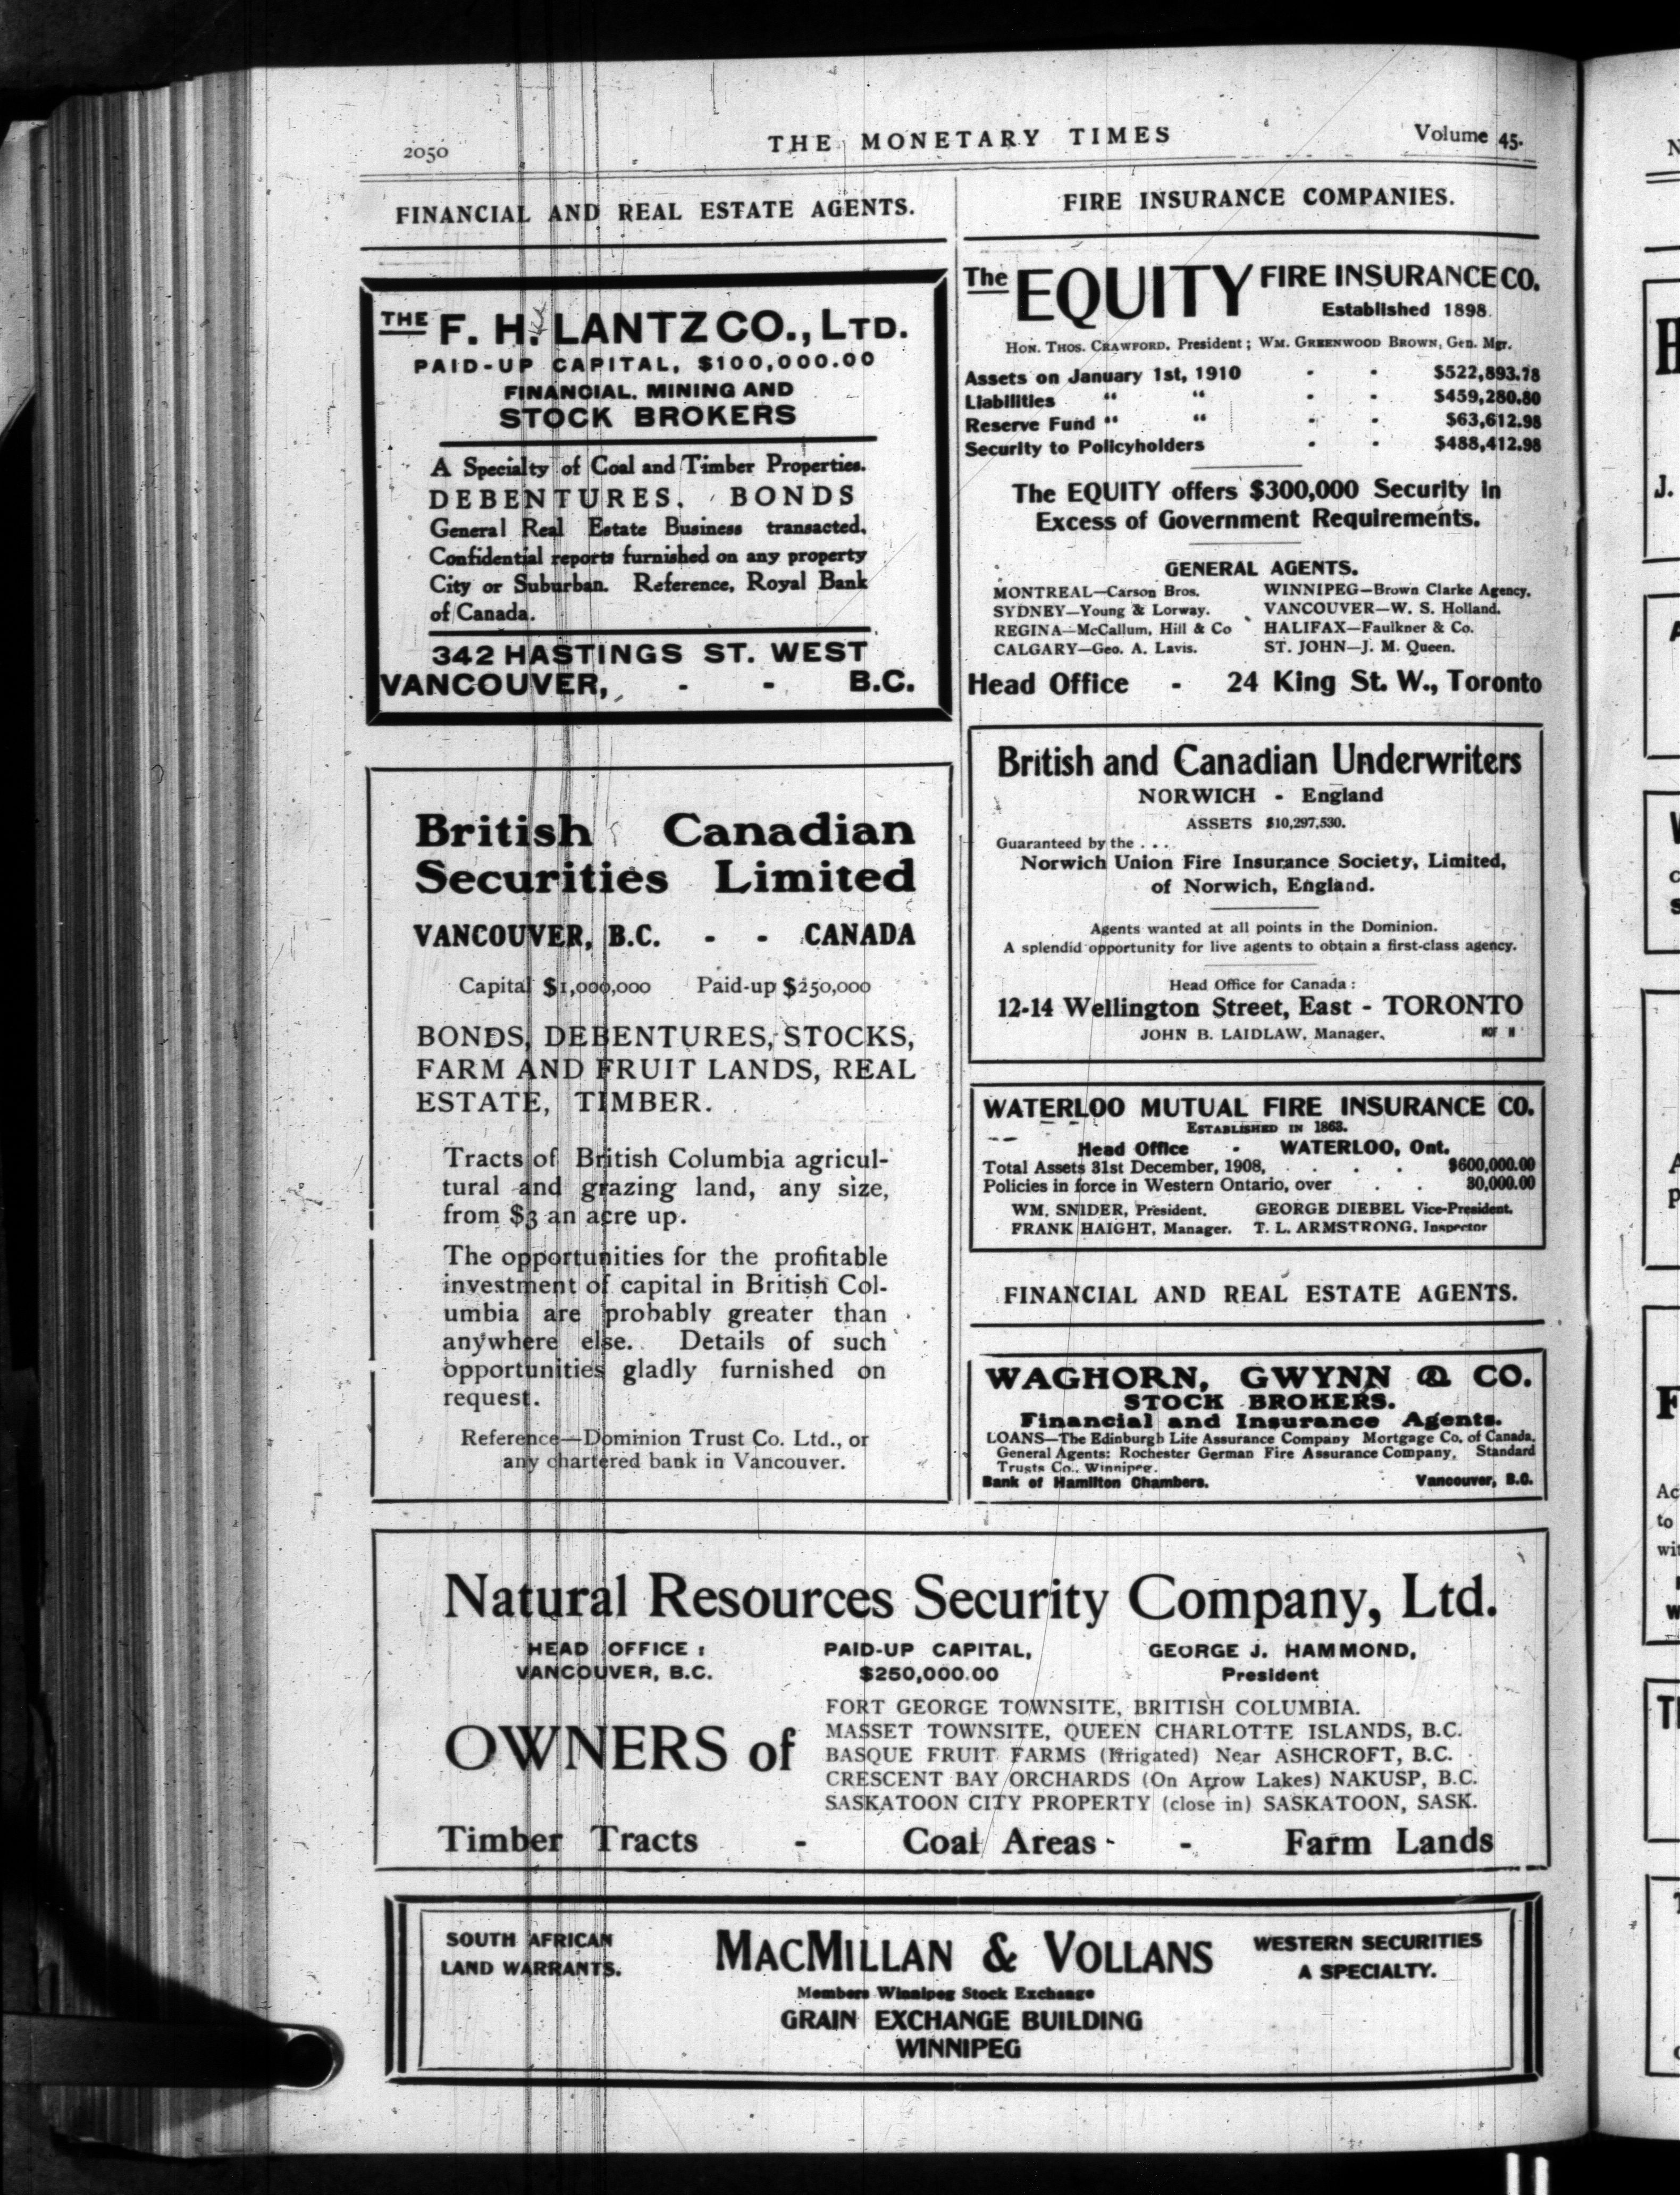 2050
THE MONETARY TIMES
Volume 45.
FINANCIAL AND REAL ESTATE AGENTS.
THE F. H. LANTZ CO., LTD.
PAID-UP CAPITAL, $100,000.00
FINANCIAL, MINING AND
STOCK BROKERS
A Specialty of Coal and Timber Properties.
DEBENTURES, BONDS
General Real Estate Business transacted.
Confidential reports furnished on any property
City or Suburban. Reference, Royal Bank
of Canada.
342 HASTINGS ST. WEST
VANCOUVER, - - B.C.
British Canadian
Securities Limited
VANCOUVER, B.C. - - CANADA
Capital $1,000,000 Paid-up $250,000
BONDS, DEBENTURES, STOCKS,
FARM AND FRUIT LANDS, REAL
ESTATE, TIMBER.
Tracts of British Columbia agricul-
tural and grazing land, any size,
from $3 an acre up.
The opportunities for the profitable
investment of capital in British Col-
umbia are probably greater than
anywhere else. Details of such
opportunities gladly furnished on
request.
Reference—Dominion Trust Co. Ltd., or
any chartered bank in Vancouver.
FIRE INSURANCE COMPANIES.
The EQUITY FIRE INSURANCE CO.
Established 1898.
HON. THOS. CRAWFORD, President; WM. GREENWOOD BROWN, Gen. Mgr.
Assets on January 1st, 1910 - - $522,893.78
Liabilities " " - - $459,280.80
Reserve Fund " " - - $63,612.98
Security to Policyholders - - $488,412.98
The EQUITY offers $300,000 Security in
Excess of Government Requirements.
GENERAL AGENTS.
MONTREAL—Carson Bros. WINNIPEG—Brown Clarke Agency.
SYDNEY—Young & Lorway. VANCOUVER—W. S. Holland.
REGINA—McCallum, Hill & Co HALIFAX—Faulkner & Co.
CALGARY—Geo. A. Lavis. ST. JOHN—J. M. Queen.
Head Office - 24 King St. W., Toronto
British and Canadian Underwriters
NORWICH - England
ASSETS $10,297,530.
Guaranteed by the . . .
Norwich Union Fire Insurance Society, Limited,
of Norwich, England.
Agents wanted at all points in the Dominion.
A splendid opportunity for live agents to obtain a first-class agency.
Head Office for Canada:
12-14 Wellington Street, East - TORONTO
JOHN B. LAIDLAW, Manager.
WATERLOO MUTUAL FIRE INSURANCE CO.
ESTABLISHED IN 1863.
Head Office - WATERLOO, Ont.
Total Assets 31st December, 1908, . . . $600,000.00
Policies in force in Western Ontario, over . . 30,000.00
WM. SNIDER, President. GEORGE DIEBEL Vice-President.
FRANK HAIGHT, Manager. T. L. ARMSTRONG, Inspector
FINANCIAL AND REAL ESTATE AGENTS.
WAGHORN, GWYNN & CO.
STOCK BROKERS.
Financial and Insurance Agents.
LOANS—The Edinburgh Life Assurance Company Mortgage Co. of Canada.
General Agents: Rochester German Fire Assurance Company, Standard
Trusts Co., Winnipeg.
Bank of Hamilton Chambers. Vancouver, B.C.
Natural Resources Security Company, Ltd.
HEAD OFFICE: PAID-UP CAPITAL, GEORGE J. HAMMOND,
VANCOUVER, B.C. $250,000.00 President
OWNERS of
FORT GEORGE TOWNSITE, BRITISH COLUMBIA.
MASSET TOWNSITE, QUEEN CHARLOTTE ISLANDS, B.C.
BASQUE FRUIT FARMS (Irrigated) Near ASHCROFT, B.C.
CRESCENT BAY ORCHARDS (On Arrow Lakes) NAKUSP, B.C.
SASKATOON CITY PROPERTY (close in) SASKATOON, SASK.
Timber Tracts - Coal Areas - Farm Lands
SOUTH AFRICAN
LAND WARRANTS.
MACMILLAN & VOLLANS
Members Winnipeg Stock Exchange
GRAIN EXCHANGE BUILDING
WINNIPEG
WESTERN SECURITIES
A SPECIALTY.